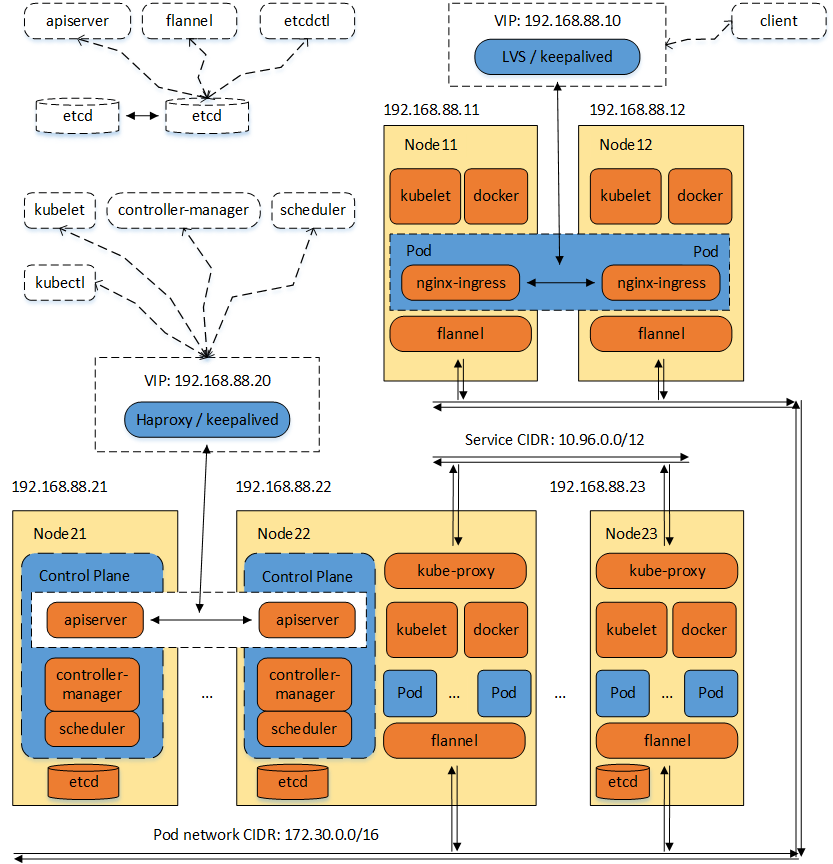 apiserver
flannel
etcdctl
etcd
etcd
VIP: 192.168.88.10
LVS / keepalived
client
192.168.88.11
192.168.88.12
Node11
kubelet
docker
Node12
kubelet
docker
Pod
Pod
nginx-ingress
nginx-ingress
flannel
flannel
kubelet
controller-manager
scheduler
kubectl
VIP: 192.168.88.20
Haproxy / keepalived
Service CIDR: 10.96.0.0/12
192.168.88.21
192.168.88.22
192.168.88.23
Node21
Control Plane
apiserver
controller-
manager
scheduler
etcd
...
Node22
Control Plane
apiserver
controller-
manager
scheduler
etcd
kube-proxy
kubelet
docker
Pod
...
Pod
flannel
...
Node23
kube-proxy
kubelet
docker
Pod
...
Pod
flannel
etcd
Pod network CIDR: 172.30.0.0/16